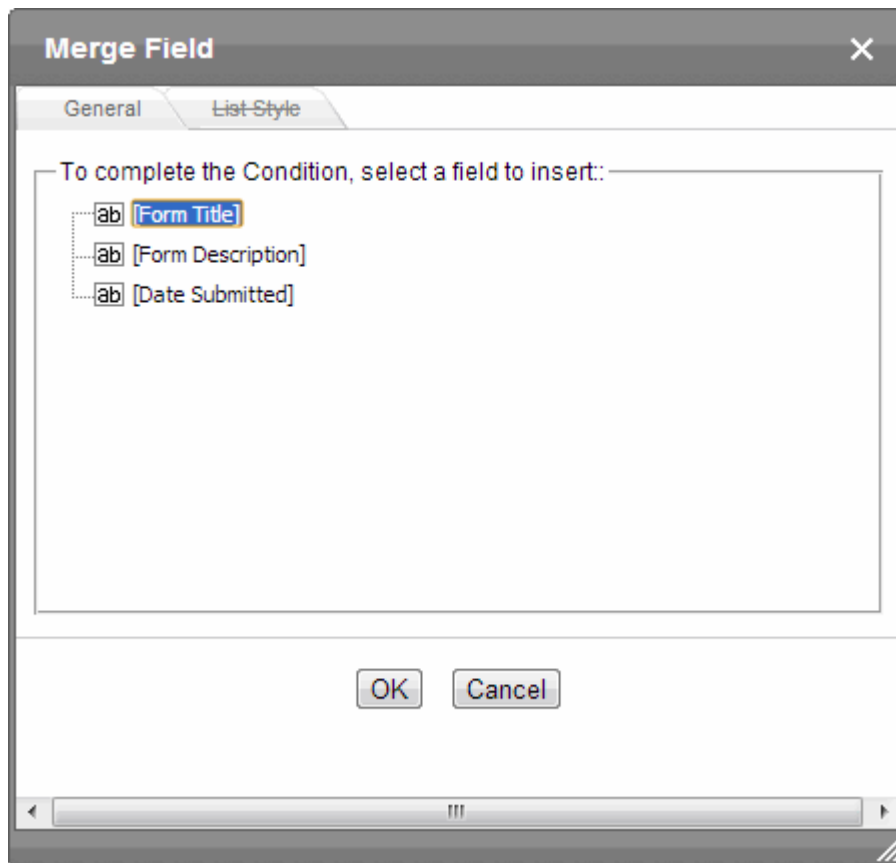 Merge Field
General List Style
To complete the Condition, select a field to insert::
ab [Form Title]
ab [Form Description]
ab [Date Submitted]
OK Cancel